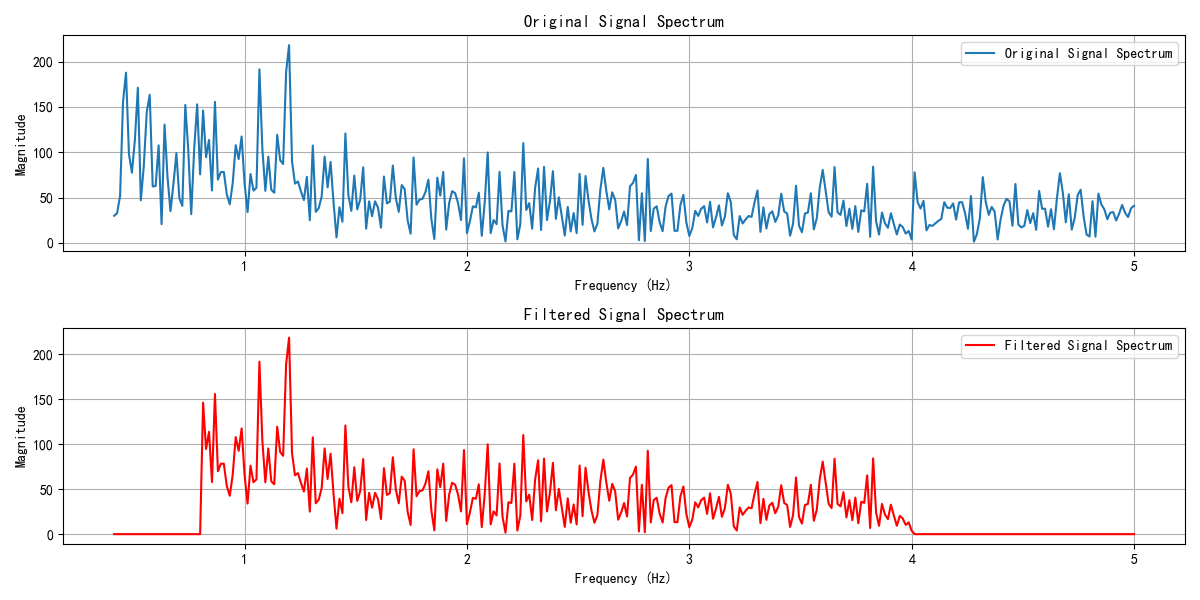 Original Signal Spectrum
Original Signal Spectrum
200
150
100
50
0
Magnitude
1
2
3
4
5
Frequency (Hz)
Filtered Signal Spectrum
Filtered Signal Spectrum
200
150
100
50
0
Magnitude
1
2
3
4
5
Frequency (Hz)